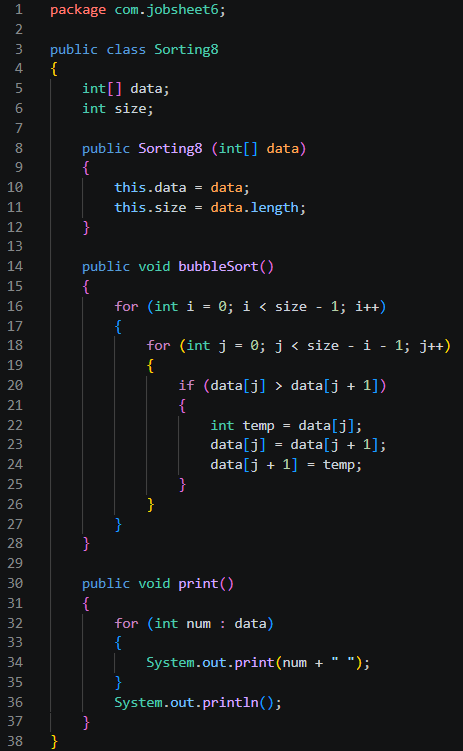 1 package com.jobsheet6;
2
3 public class Sorting8
4 {
5     int[] data;
6     int size;
7
8     public Sorting8 (int[] data)
9     {
10         this.data = data;
11         this.size = data.length;
12     }
13
14     public void bubbleSort()
15     {
16         for (int i = 0; i < size - 1; i++)
17         {
18             for (int j = 0; j < size - i - 1; j++)
19             {
20                 if (data[j] > data[j + 1])
21                 {
22                     int temp = data[j];
23                     data[j] = data[j + 1];
24                     data[j + 1] = temp;
25                 }
26             }
27         }
28     }
29
30     public void print()
31     {
32         for (int num : data)
33         {
34             System.out.print(num + " ");
35         }
36         System.out.println();
37     }
38 }